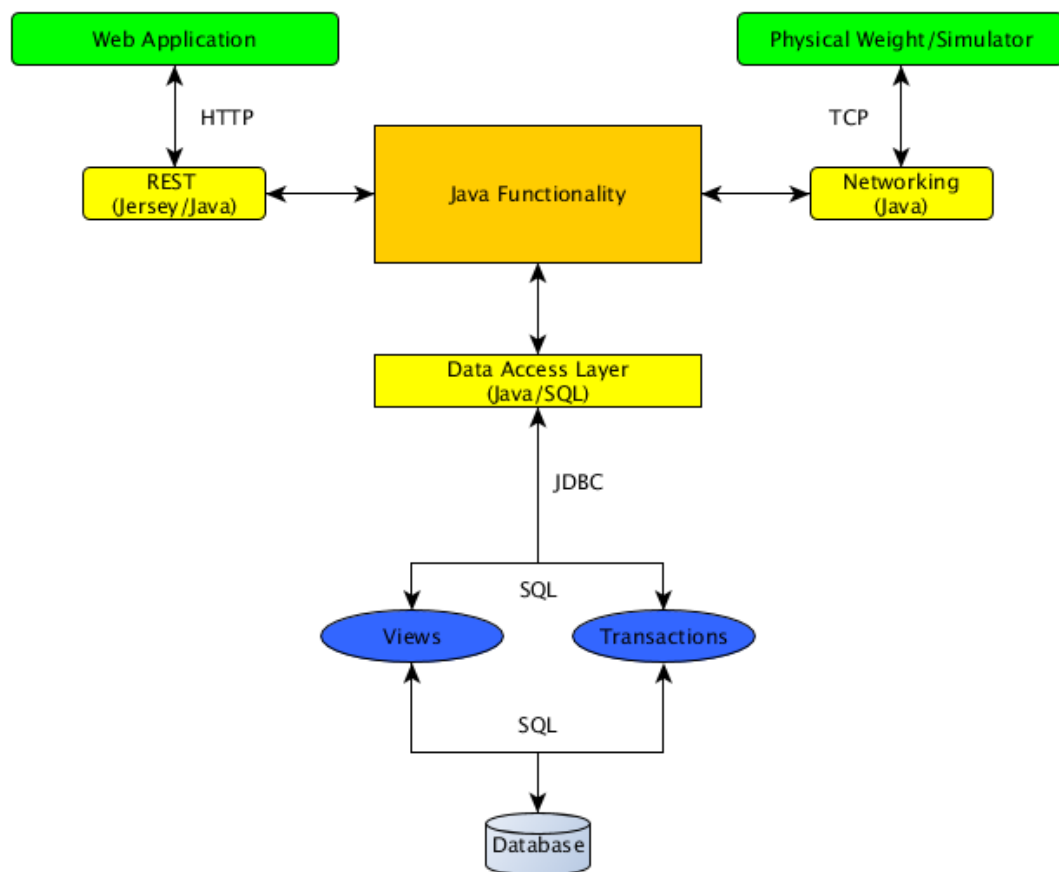 Web Application
Physical Weight/Simulator
HTTP
TCP
REST
(Jersey/Java)
Java Functionality
Networking
(Java)
Data Access Layer
(Java/SQL)
JDBC
SQL
Views
Transactions
SQL
Database